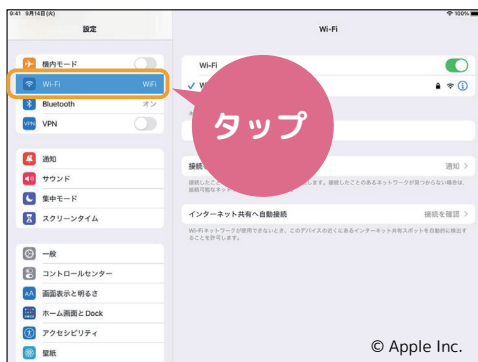 9:41 9月14日(火)
100%
設定
Wi-Fi
機内モード
Wi-Fi WiFi
Bluetooth オン
VPN VPN
通知
サウンド
集中モード
スクリーンタイム
一般
コントロールセンター
AA 画面表示と明るさ
ホーム画面と Dock
アクセシビリティ
壁紙
Wi-Fi
タップ
通知
インターネット共有へ自動接続 接続を確認
Wi-Fiネットワークが使用できないとき、このデバイスの近くにあるインターネット共有スポットを自動的に検出す
ることを許可します。
© Apple Inc.